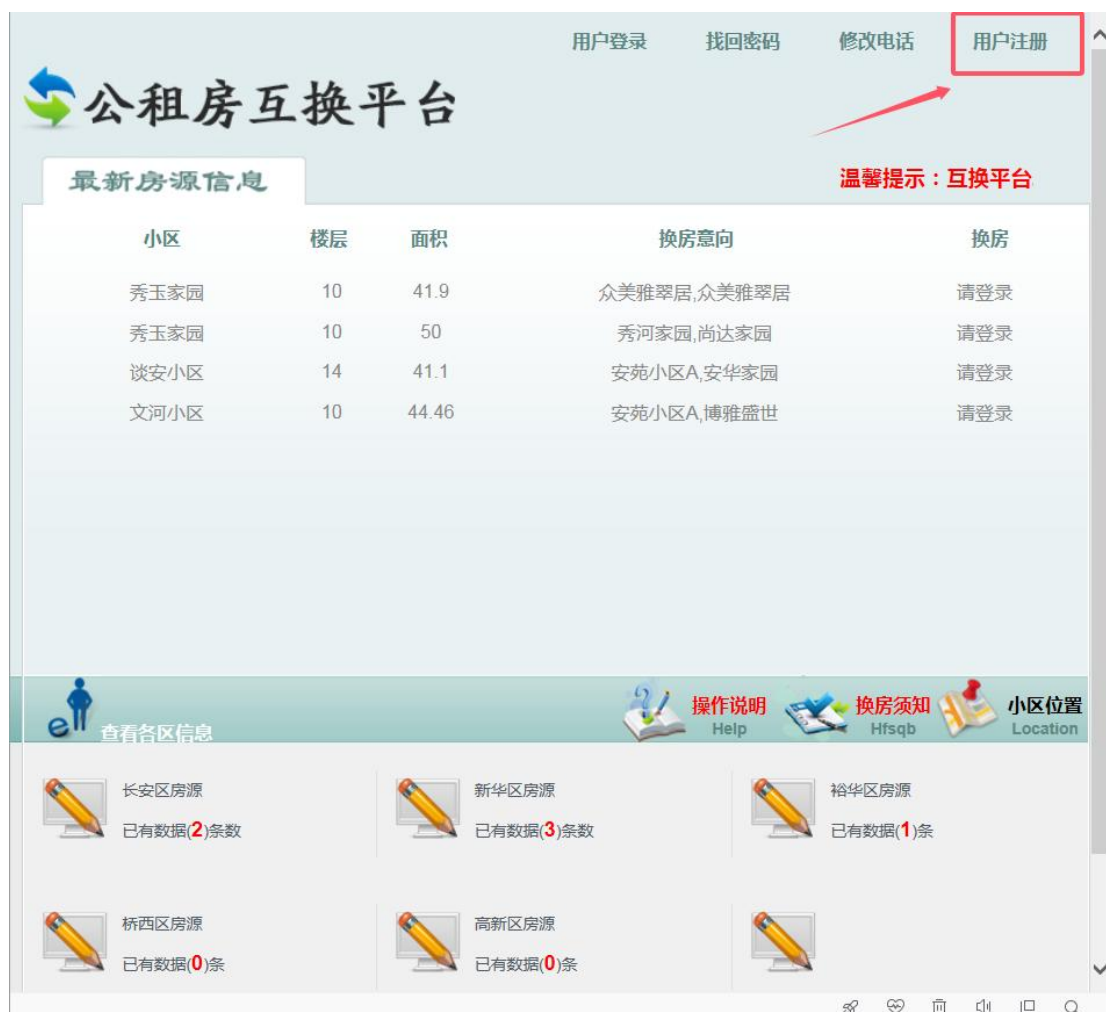 用户登录 找回密码 修改电话 用户注册
公租房互换平台
最新房源信息 温馨提示：互换平台
小区 楼层 面积 换房意向 换房
秀玉家园 10 41.9 众美雅翠居,众美雅翠居 请登录
秀玉家园 10 50 秀河家园,尚达家园 请登录
谈安小区 14 41.1 安苑小区A,安华家园 请登录
文河小区 10 44.46 安苑小区A,博雅盛世 请登录
e 查看各区信息 操作说明 换房须知 小区位置
Help Hfsqb Location
长安区房源 新华区房源 裕华区房源
已有数据(2)条数 已有数据(3)条数 已有数据(1)条
桥西区房源 高新区房源
已有数据(0)条 已有数据(0)条